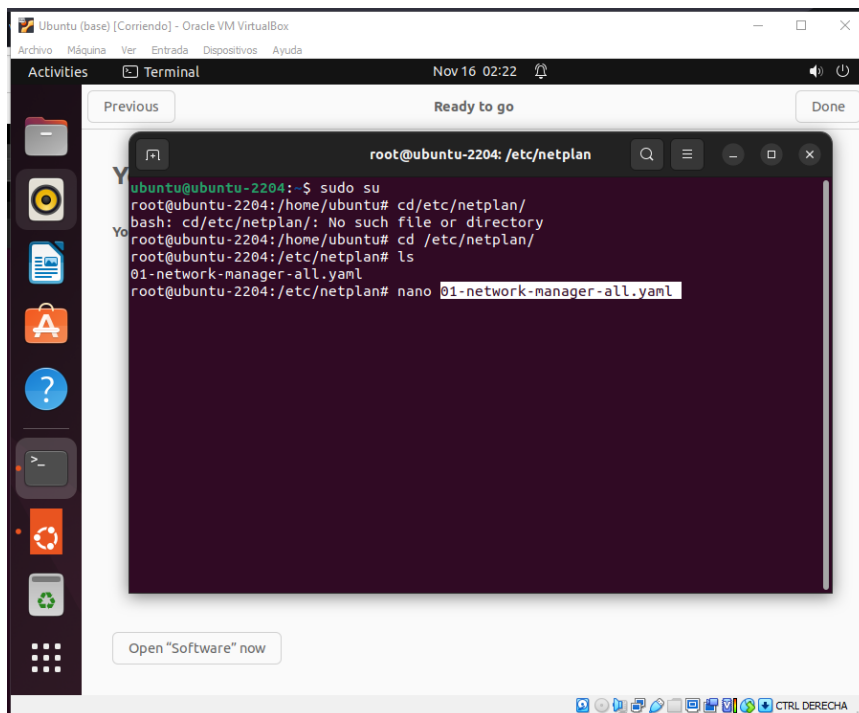 Ubuntu (base) [Corriendo] - Oracle VM VirtualBox
Archivo Máquina Ver Entrada Dispositivos Ayuda
Activities Terminal Nov 16 02:22
Previous Ready to go Done
root@ubuntu-2204: /etc/netplan
ubuntu@ubuntu-2204:~$ sudo su
root@ubuntu-2204:/home/ubuntu# cd/etc/netplan/
bash: cd/etc/netplan/: No such file or directory
root@ubuntu-2204:/home/ubuntu# cd /etc/netplan/
root@ubuntu-2204:/etc/netplan# ls
01-network-manager-all.yaml
root@ubuntu-2204:/etc/netplan# nano 01-network-manager-all.yaml
Open “Software” now
CTRL DERECHA